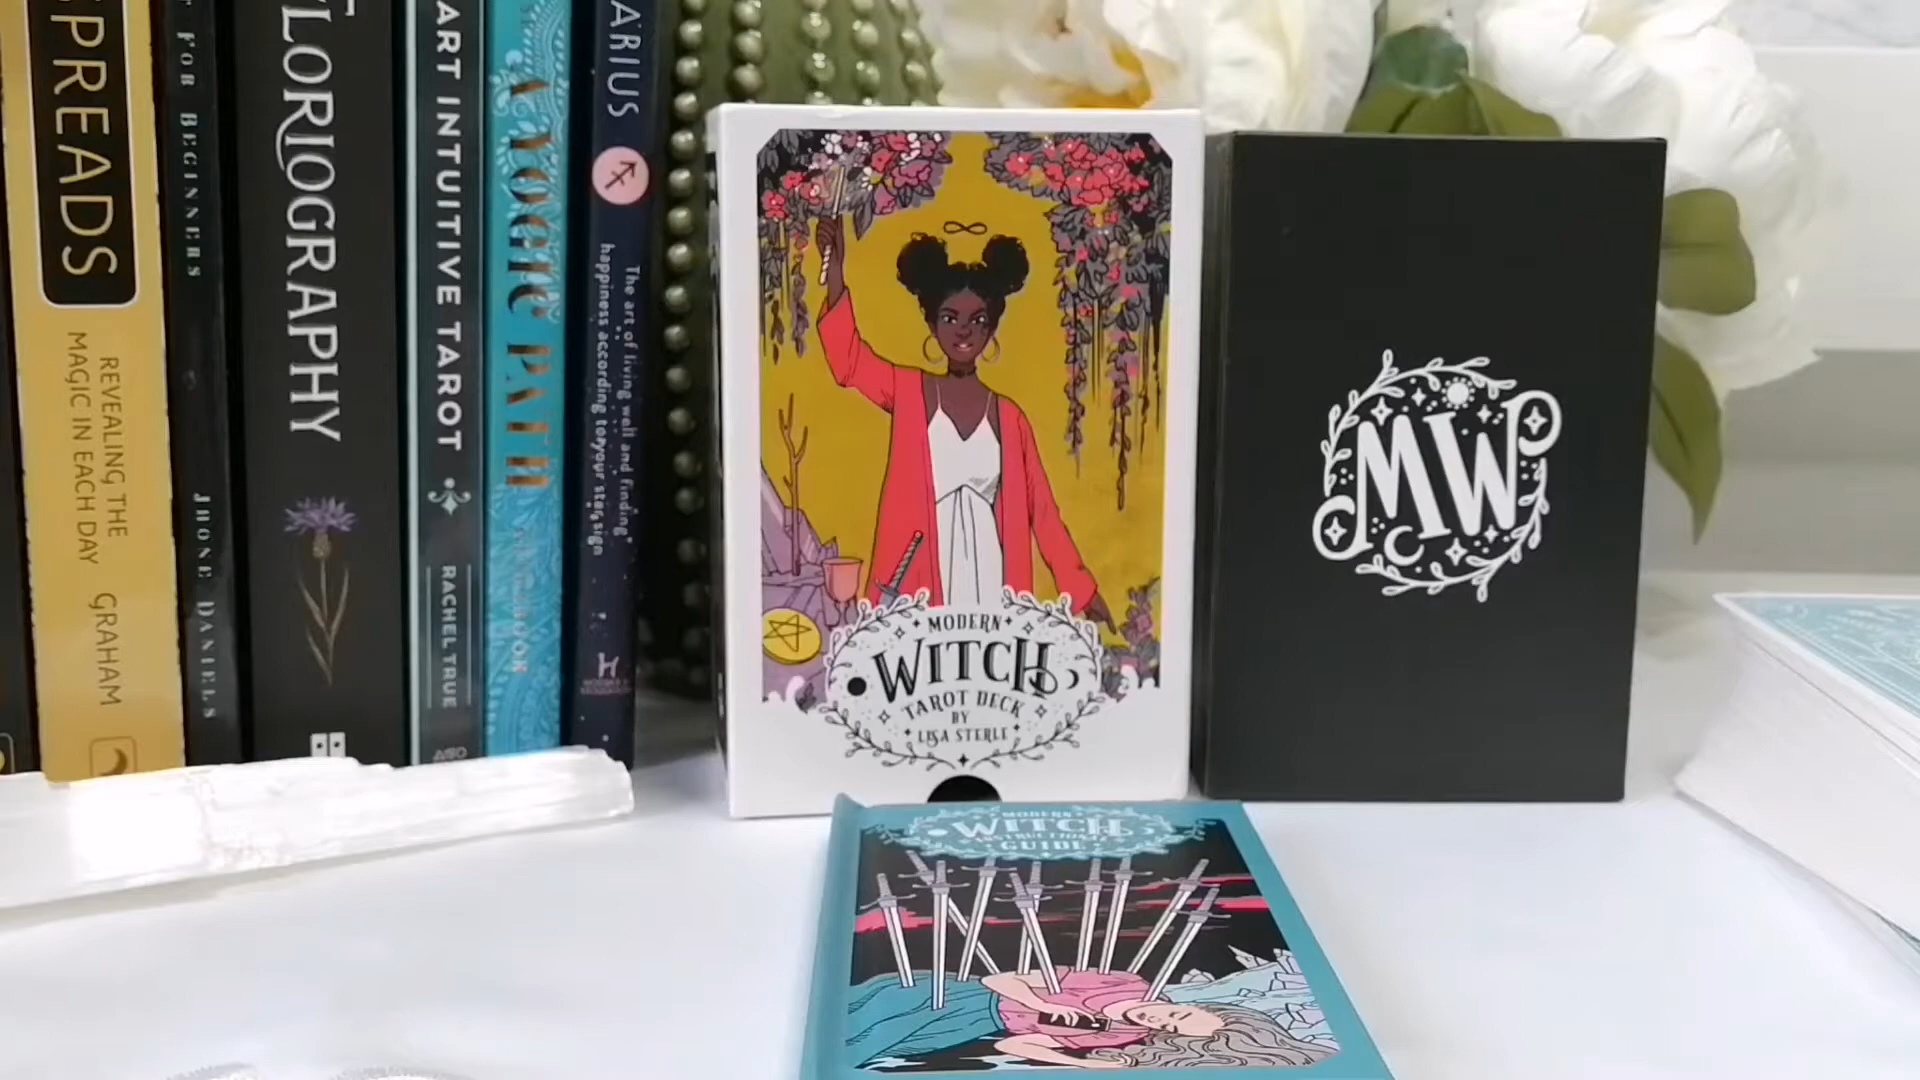 SPREADS
REVEALING THE
MAGIC IN EACH DAY
GRAHAM
FOR BEGINNERS
JHONE DANIELS
FLORIOGRAPHY
ART INTUITIVE TAROT
RACHEL TRUE
A YOGIC PATH
ARIUS
The art of living well and finding
happiness according to your star sign
MODERN
WITCH
TAROT DECK
BY
LISA STERLE
MW
MODERN
WITCH
INSTRUCTIONAL
GUIDE